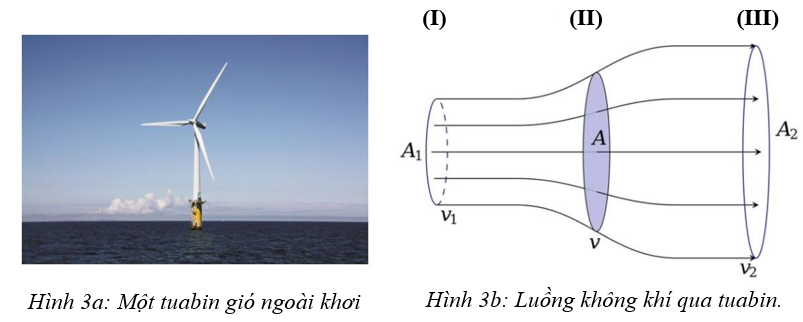 (I) (II) (III)
A₁ A A₂
v₁ v v₂
Hình 3a: Một tuabin gió ngoài khơi
Hình 3b: Luồng không khí qua tuabin.